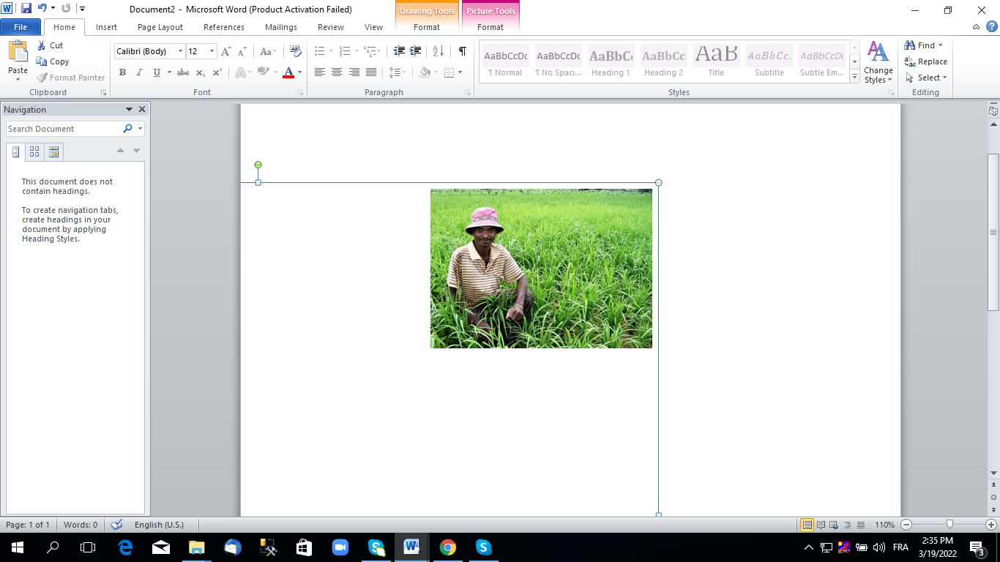 Document2 - Microsoft Word (Product Activation Failed)
Drawing Tools
Picture Tools
File
Home
Insert
Page Layout
References
Mailings
Review
View
Format
Format
Paste
Cut
Copy
Format Painter
Clipboard
Calibri (Body)
12
Font
Paragraph
AaBbCcDc
¶ Normal
AaBbCcDc
¶ No Spaci...
AaBbC
Heading 1
AaBbCc
Heading 2
AaB
Title
AaBbCc.
Subtitle
AaBbCcDc
Subtle Em...
Styles
Change
Styles
Find
Replace
Select
Editing
Navigation
Search Document
This document does not
contain headings.
To create navigation tabs,
create headings in your
document by applying
Heading Styles.
Page: 1 of 1
Words: 0
English (U.S.)
110%
FRA
2:35 PM
3/19/2022
3